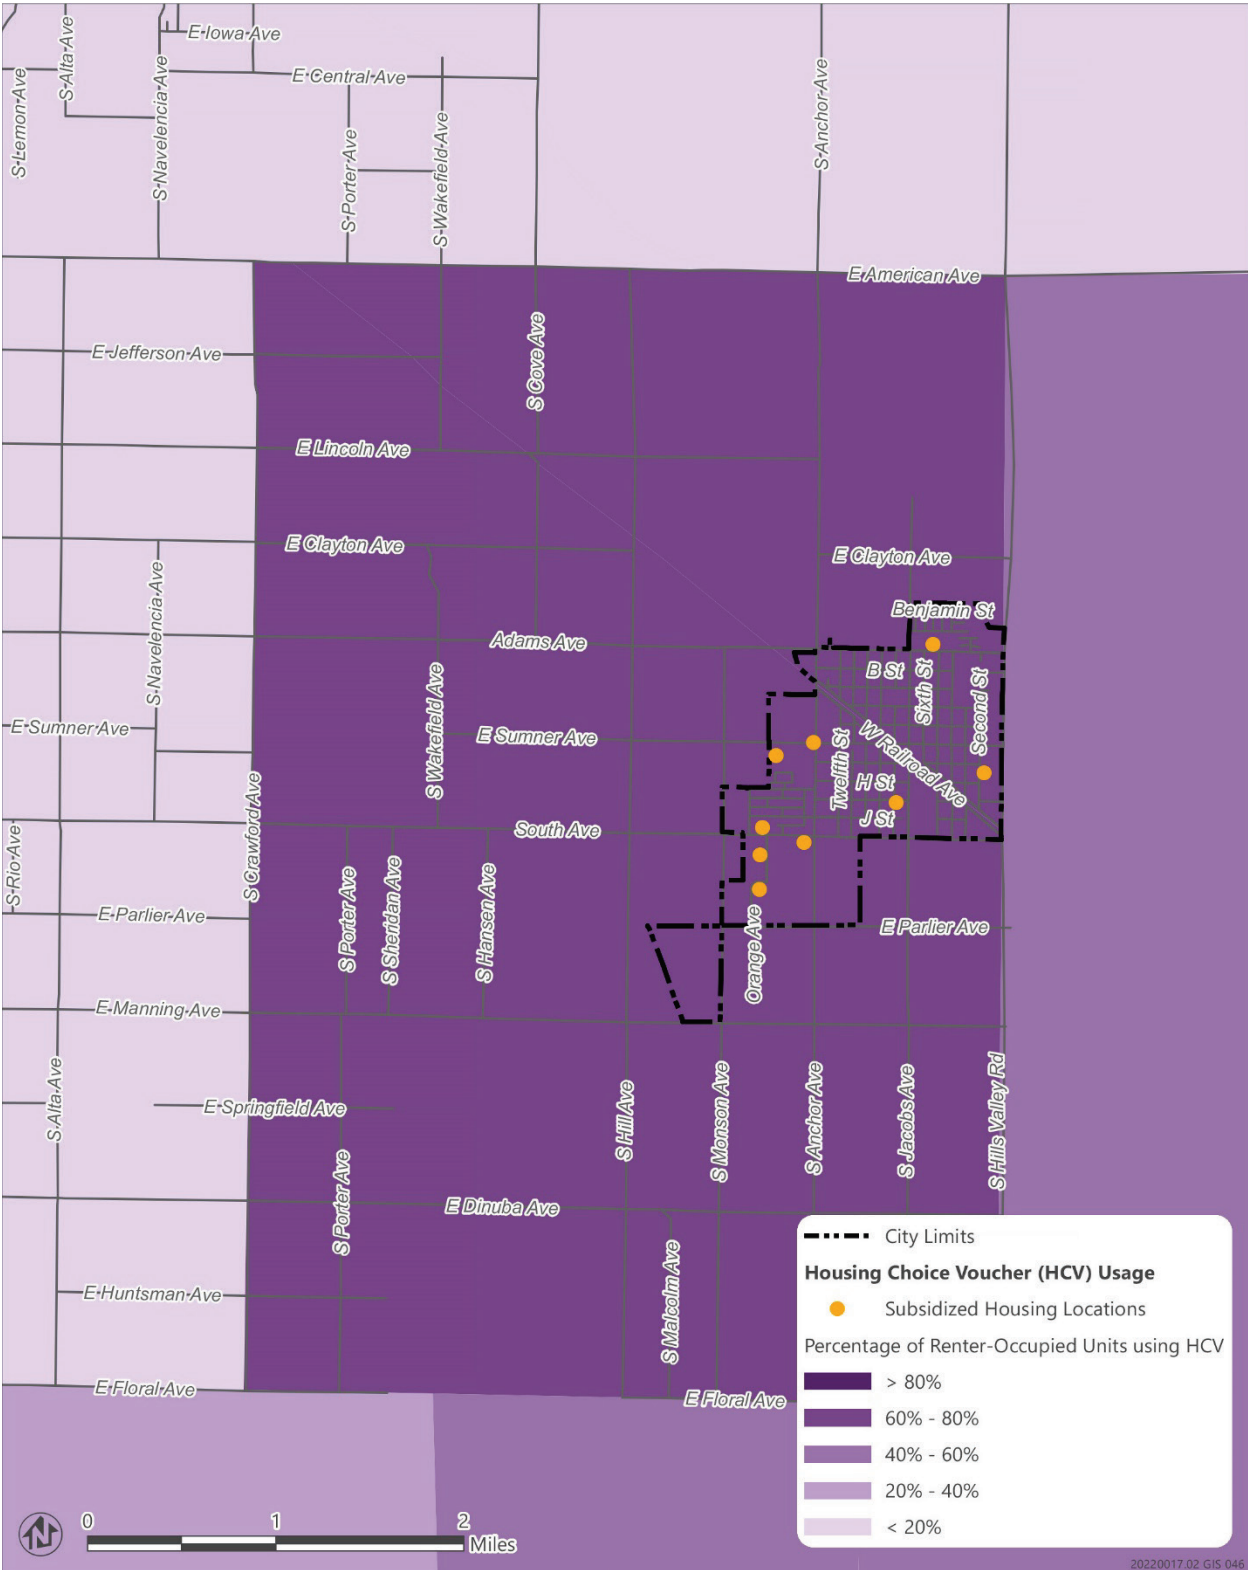 E Iowa Ave
S Alta Ave
E Central Ave
S Lemon Ave
S Navelencia Ave
S Porter Ave
S Wakefield Ave
S Anchor Ave
E American Ave
E Jefferson Ave
S Cove Ave
E Lincoln Ave
E Clayton Ave
E Clayton Ave
S Navelencia Ave
Benjamin St
Adams Ave
B St
Sixth St
Second St
S Wakefield Ave
E Sumner Ave
E Sumner Ave
W Railroad Ave
Twelfth St
H St
J St
S Crawford Ave
South Ave
S Rio Ave
S Porter Ave
S Sheridan Ave
S Hansen Ave
E Parlier Ave
E Parlier Ave
Orange Ave
E Manning Ave
S Alta Ave
E Springfield Ave
S Hill Ave
S Monson Ave
S Anchor Ave
S Jacobs Ave
S Hills Valley Rd
S Porter Ave
E Dinuba Ave
S Malcolm Ave
E Huntsman Ave
E Floral Ave
E Floral Ave
City Limits
Housing Choice Voucher (HCV) Usage
Subsidized Housing Locations
Percentage of Renter-Occupied Units using HCV
> 80%
60% - 80%
40% - 60%
20% - 40%
< 20%
0 1 2
Miles
N
20220017.02 GIS 046